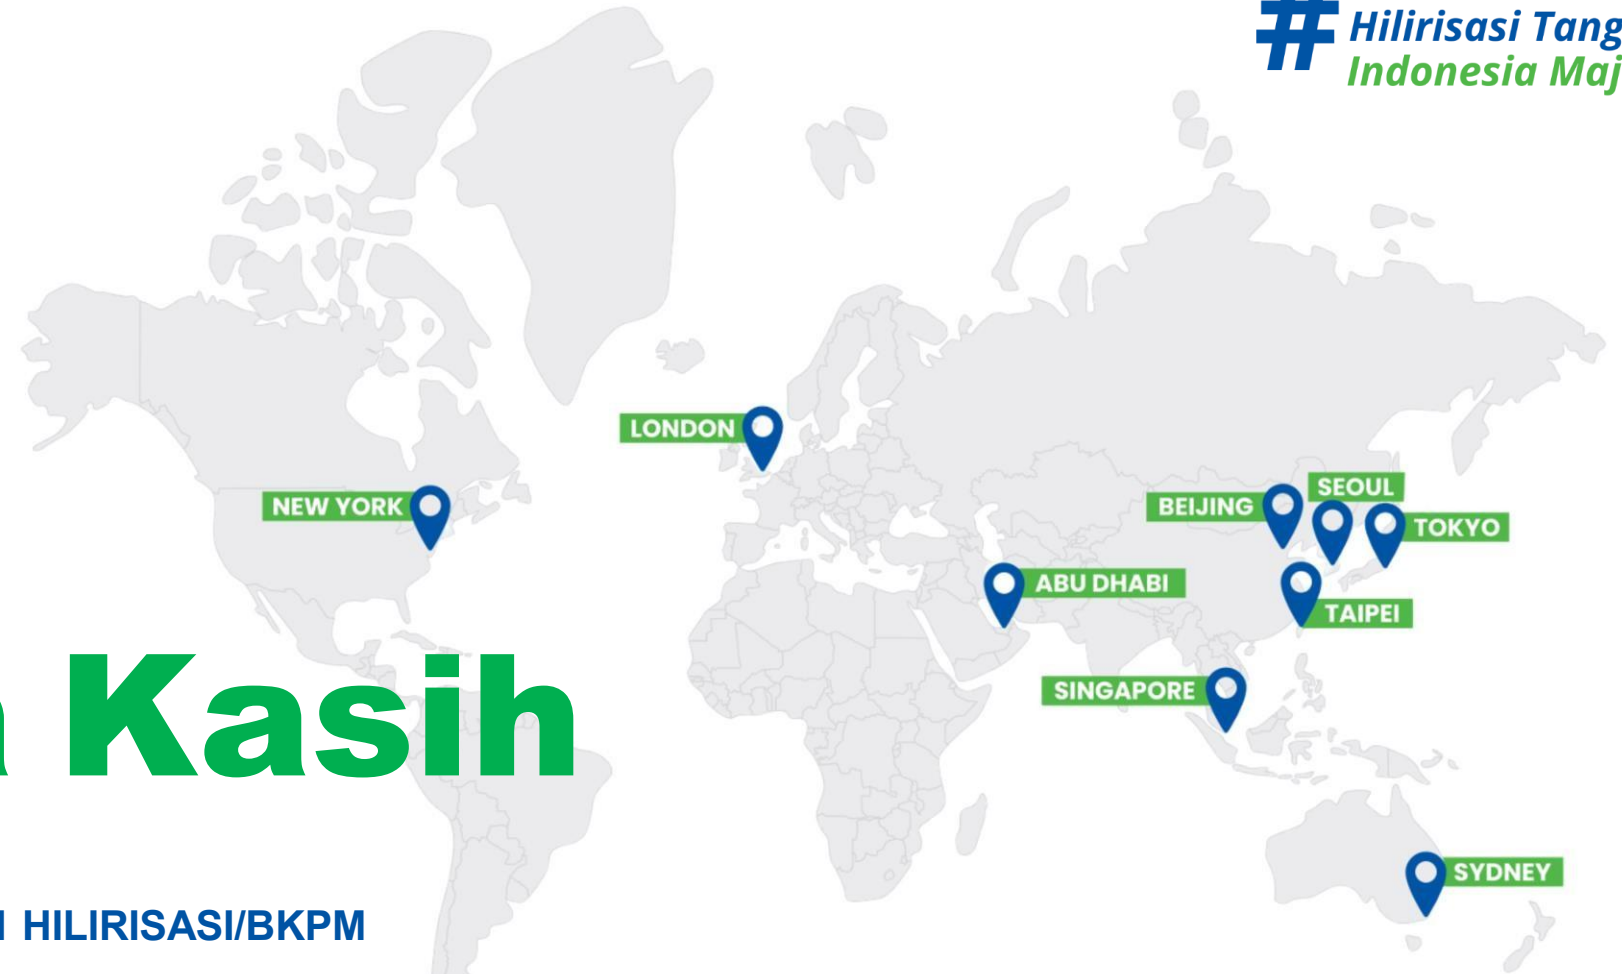 # Hilirisasi Tang
Indonesia Maj
LONDON
NEW YORK
SEOUL
BEIJING
TOKYO
ABU DHABI
TAIPEI
SINGAPORE
Kasih
SYDNEY
HILIRISASI/BKPM